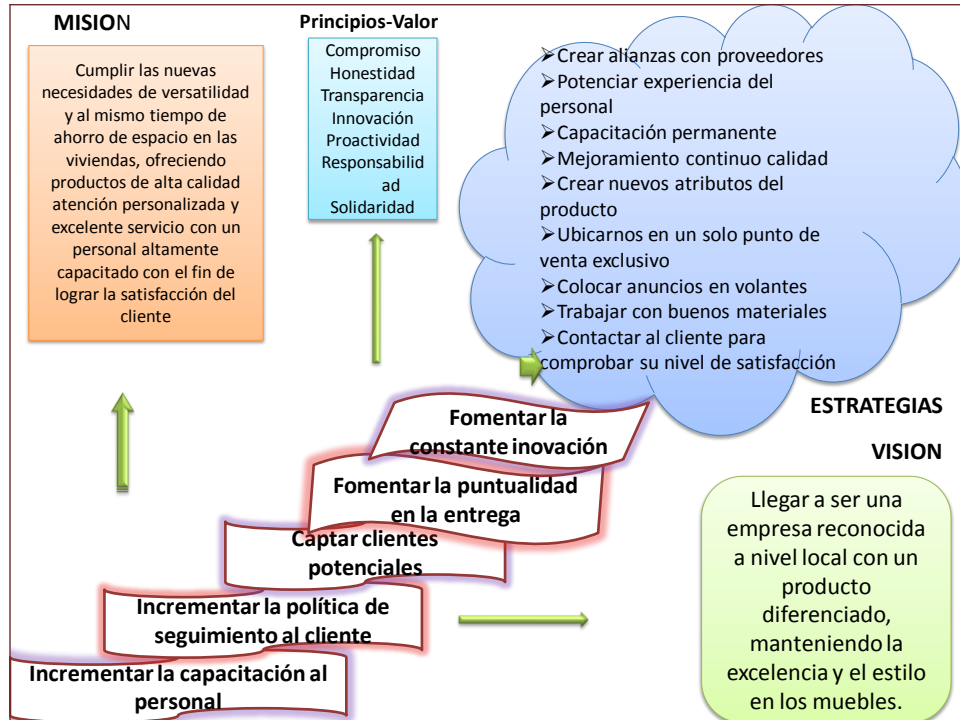 MISION
Cumplir las nuevas
necesidades de versatilidad
y al mismo tiempo de
ahorro de espacio en las
viviendas, ofreciendo
productos de alta calidad
atención personalizada y
excelente servicio con un
personal altamente
capacitado con el fin de
lograr la satisfacción del
cliente
Principios-Valor
Compromiso
Honestidad
Transparencia
Innovación
Proactividad
Responsabilid
ad
Solidaridad
➢Crear alianzas con proveedores
➢Potenciar experiencia del
personal
➢Capacitación permanente
➢Mejoramiento continuo calidad
➢Crear nuevos atributos del
producto
➢Ubicarnos en un solo punto de
venta exclusivo
➢Colocar anuncios en volantes
➢Trabajar con buenos materiales
➢Contactar al cliente para
comprobar su nivel de satisfacción
ESTRATEGIAS
Fomentar la
constante inovación
Fomentar la puntualidad
en la entrega
Captar clientes
potenciales
Incrementar la política de
seguimiento al cliente
Incrementar la capacitación al
personal
VISION
Llegar a ser una
empresa reconocida
a nivel local con un
producto
diferenciado,
manteniendo la
excelencia y el estilo
en los muebles.